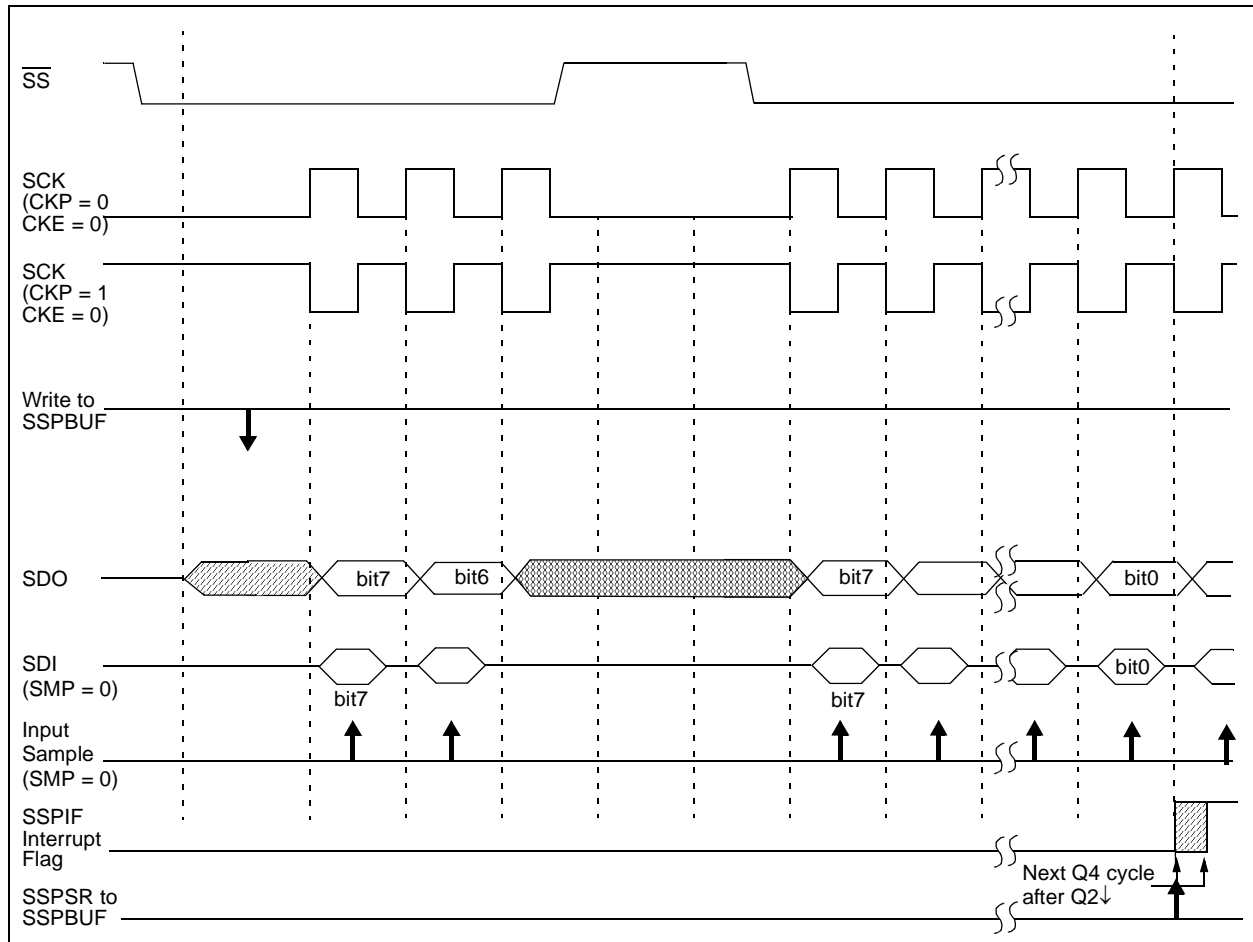 SS
SCK
(CKP = 0
CKE = 0)
SCK
(CKP = 1
CKE = 0)
Write to
SSPBUF
SDO
bit7
bit6
bit7
bit0
SDI
(SMP = 0)
bit7
bit7
bit0
Input
Sample
(SMP = 0)
SSPIF
Interrupt
Flag
Next Q4 cycle
after Q2↓
SSPSR to
SSPBUF